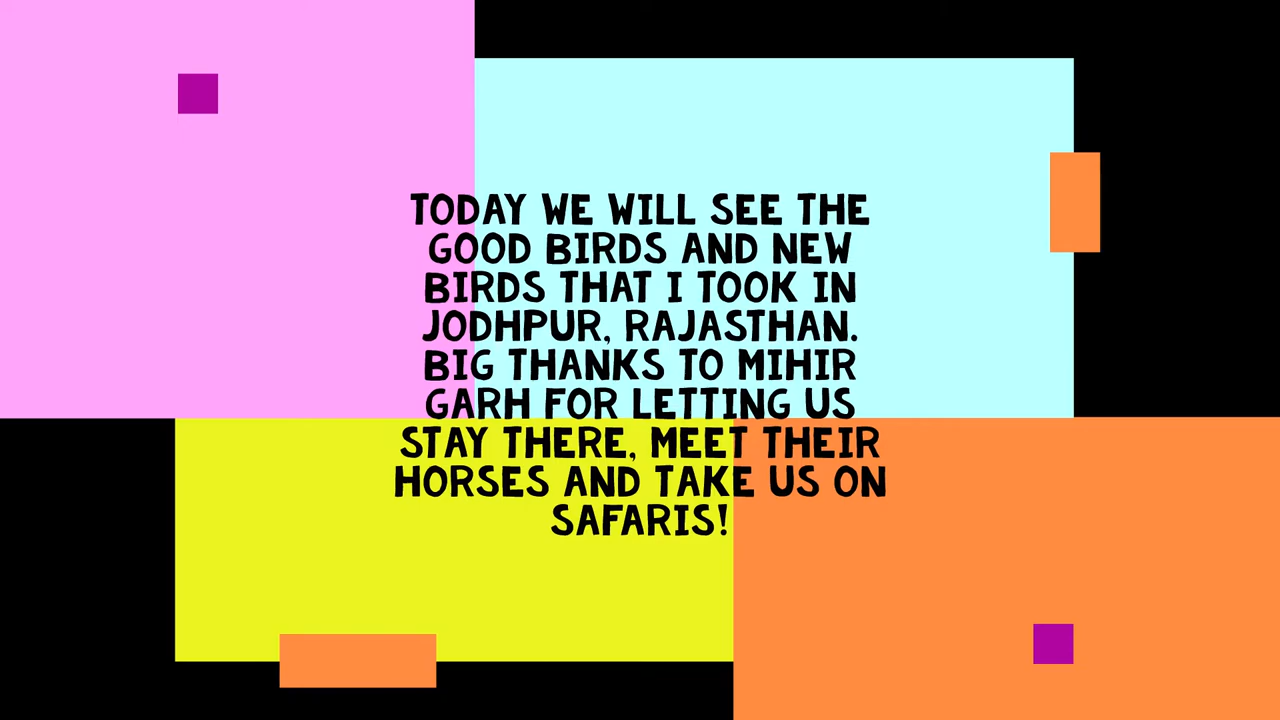 TODAY WE WILL SEE THE
GOOD BIRDS AND NEW
BIRDS THAT I TOOK IN
JODHPUR, RAJASTHAN.
BIG THANKS TO MIHIR
GARH FOR LETTING US
STAY THERE, MEET THEIR
HORSES AND TAKE US ON
SAFARIS!